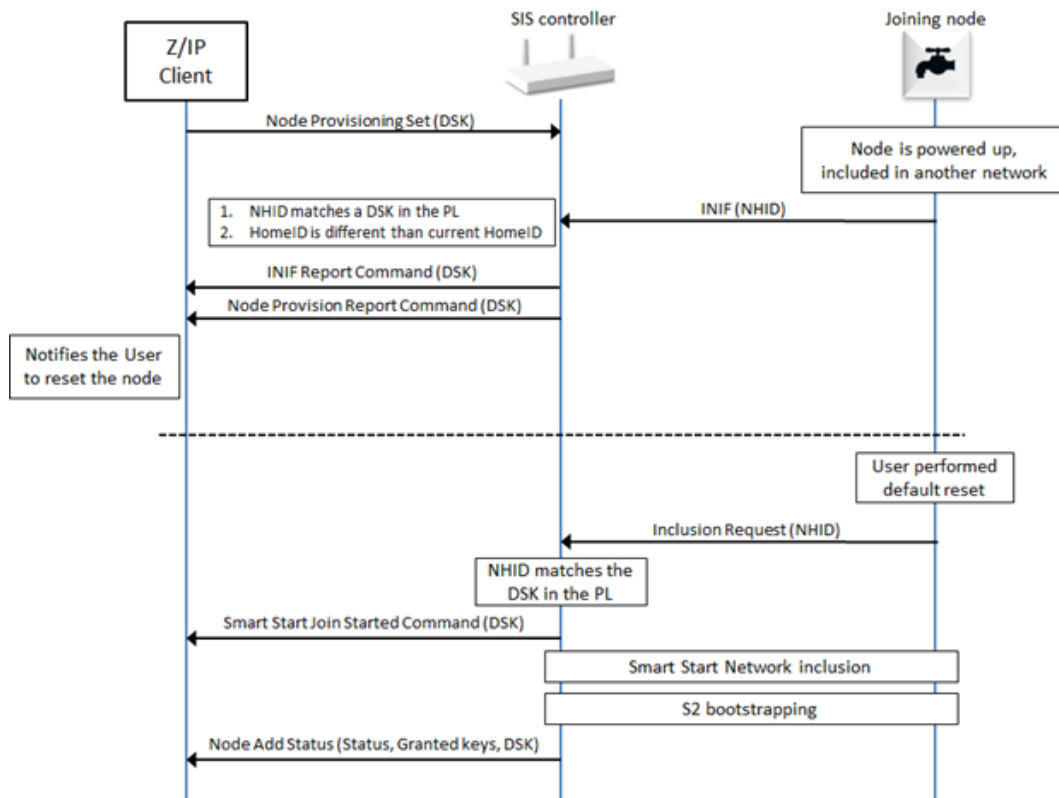 SIS controller
Joining node
Z/IP
Client
Node Provisioning Set (DSK)
Node is powered up,
included in another network
1. NHID matches a DSK in the PL
2. HomeID is different than current HomeID
INIF (NHID)
INIF Report Command (DSK)
Node Provision Report Command (DSK)
Notifies the User
to reset the node
User performed
default reset
Inclusion Request (NHID)
NHID matches the
DSK in the PL
Smart Start Join Started Command (DSK)
Smart Start Network inclusion
S2 bootstrapping
Node Add Status (Status, Granted keys, DSK)